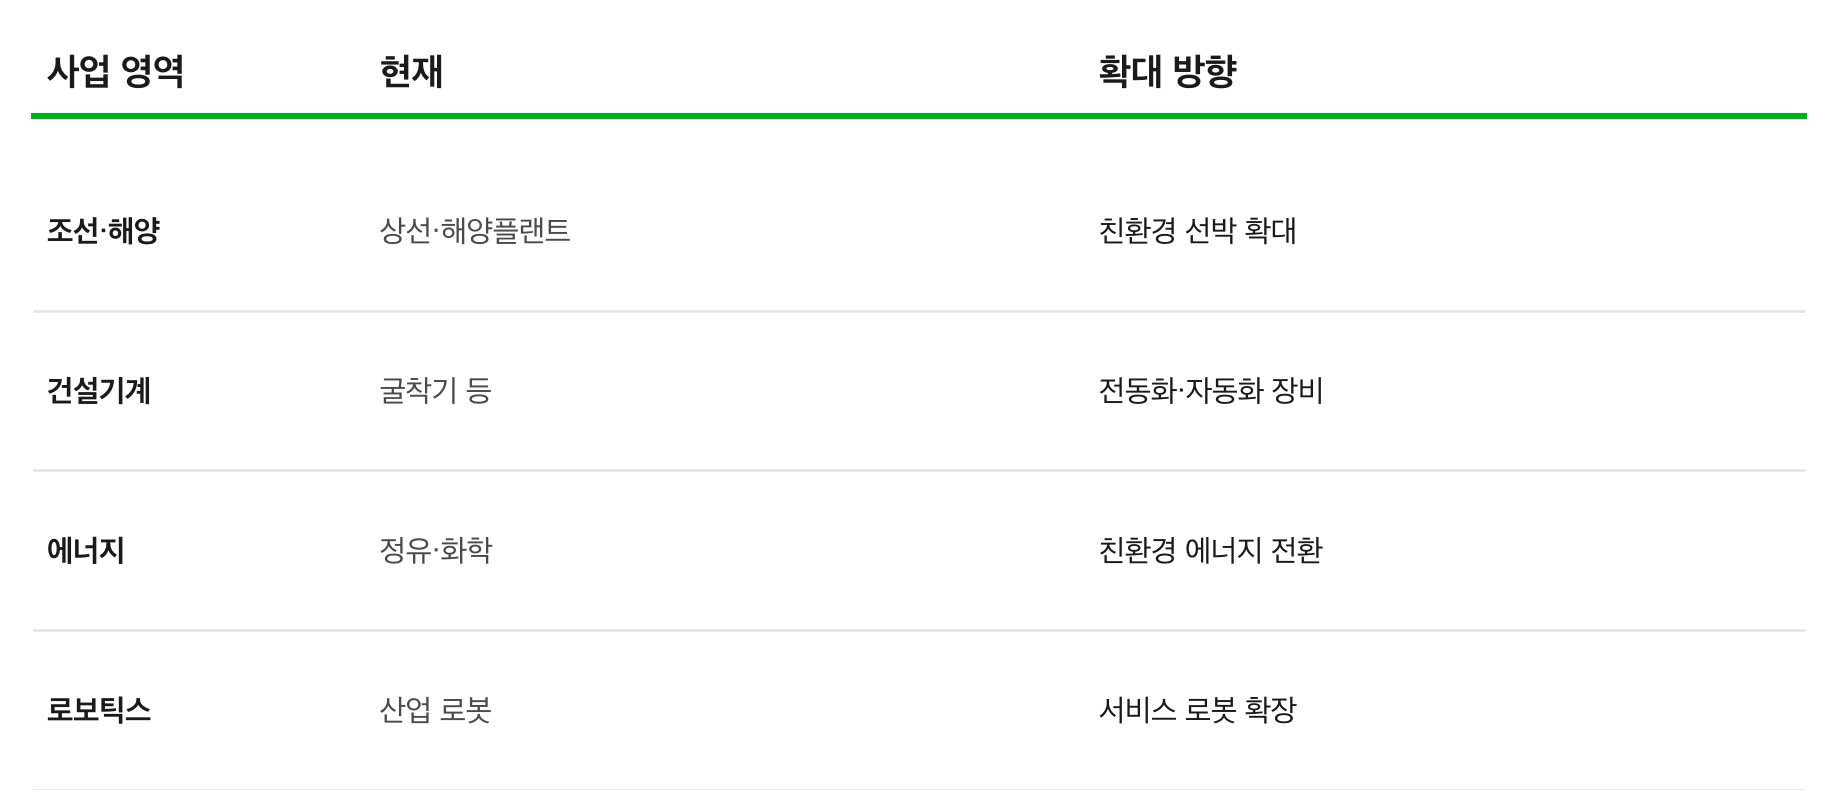 사업 영역 현재 확대 방향
조선·해양 상선·해양플랜트 친환경 선박 확대
건설기계 굴착기 등 전동화·자동화 장비
에너지 정유·화학 친환경 에너지 전환
로보틱스 산업 로봇 서비스 로봇 확장